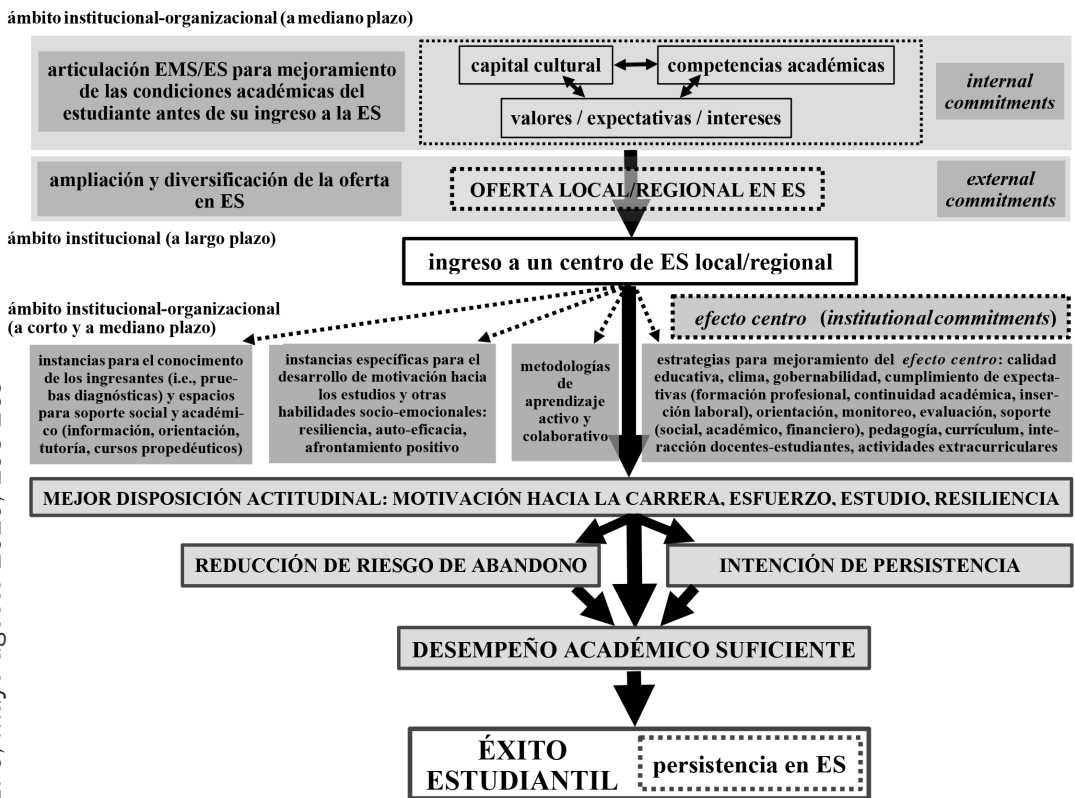 ámbito institucional-organizacional (a mediano plazo)
articulación EMS/ES para mejoramiento
de las condiciones académicas del
estudiante antes de su ingreso a la ES
capital cultural
competencias académicas
valores / expectativas / intereses
internal
commitments
ampliación y diversificación de la oferta
en ES
OFERTA LOCAL/REGIONAL EN ES
external
commitments
ámbito institucional (a largo plazo)
ingreso a un centro de ES local/regional
ámbito institucional-organizacional
(a corto y a mediano plazo)
efecto centro (institutional commitments)
instancias para el conocimiento
de los ingresantes (i.e., prue-
bas diagnósticas) y espacios
para soporte social y académi-
co (información, orientación,
tutoría, cursos propedéuticos)
instancias específicas para el
desarrollo de motivación hacia
los estudios y otras
habilidades socio-emocionales:
resiliencia, auto-eficacia,
afrontamiento positivo
metodologías
de
aprendizaje
activo y
colaborativo
estrategias para mejoramiento del efecto centro: calidad
educativa, clima, gobernabilidad, cumplimiento de expecta-
tivas (formación profesional, continuidad académica, inser-
ción laboral), orientación, monitoreo, evaluación, soporte
(social, académico, financiero), pedagogía, currículum, inte-
racción docentes-estudiantes, actividades extracurriculares
MEJOR DISPOSICIÓN ACTITUDINAL: MOTIVACIÓN HACIA LA CARRERA, ESFUERZO, ESTUDIO, RESILIENCIA
REDUCCIÓN DE RIESGO DE ABANDONO
INTENCIÓN DE PERSISTENCIA
DESEMPEÑO ACADÉMICO SUFICIENTE
ÉXITO
ESTUDIANTIL
persistencia en ES